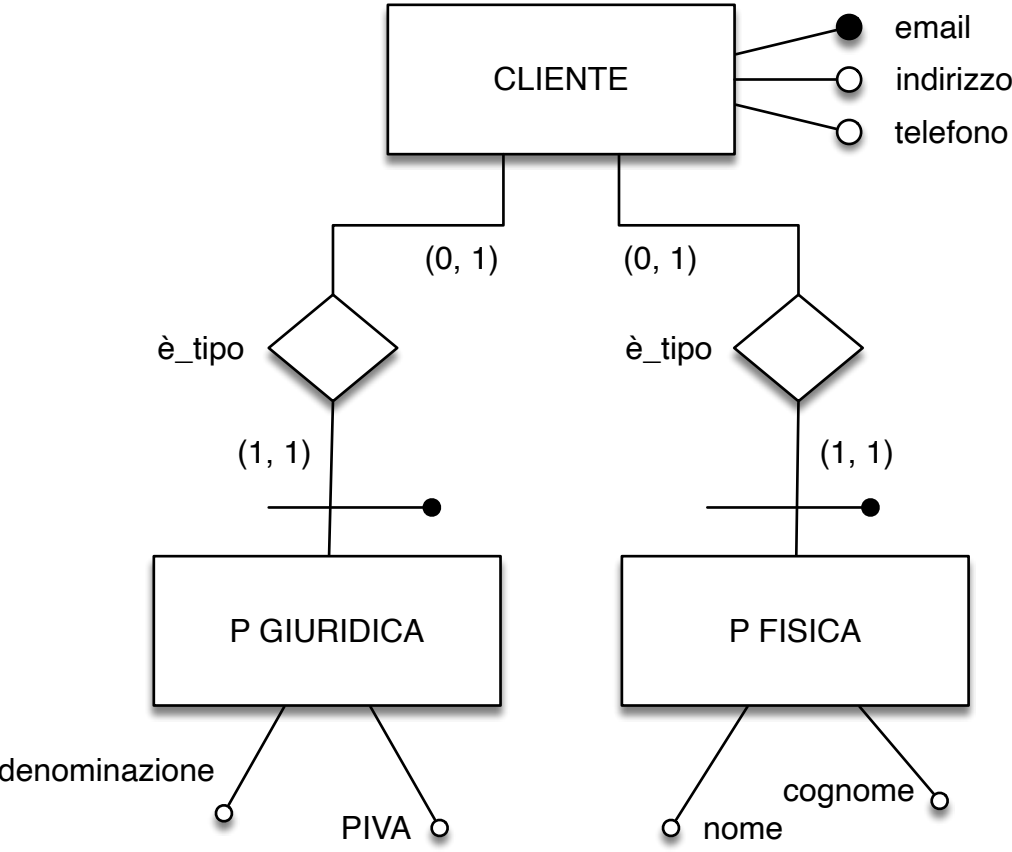 email
CLIENTE
indirizzo
telefono
(0, 1)
(0, 1)
è_tipo
è_tipo
(1, 1)
(1, 1)
P GIURIDICA
P FISICA
denominazione
PIVA
cognome
nome